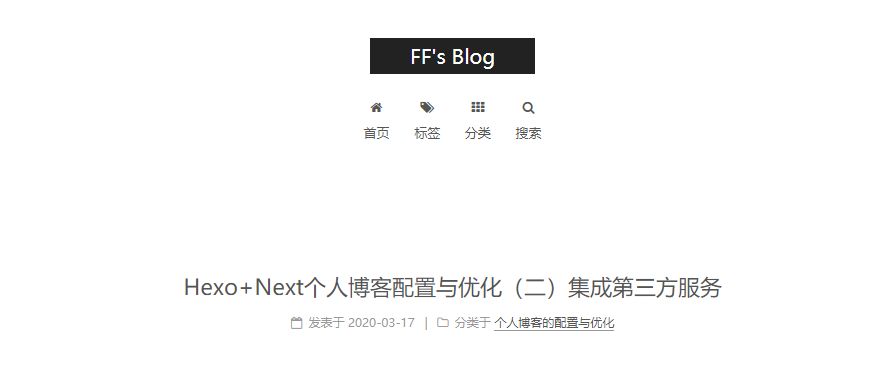 FF's Blog
首页 标签 分类 搜索
Hexo+Next个人博客配置与优化（二）集成第三方服务
发表于 2020-03-17 | 分类于 个人博客的配置与优化